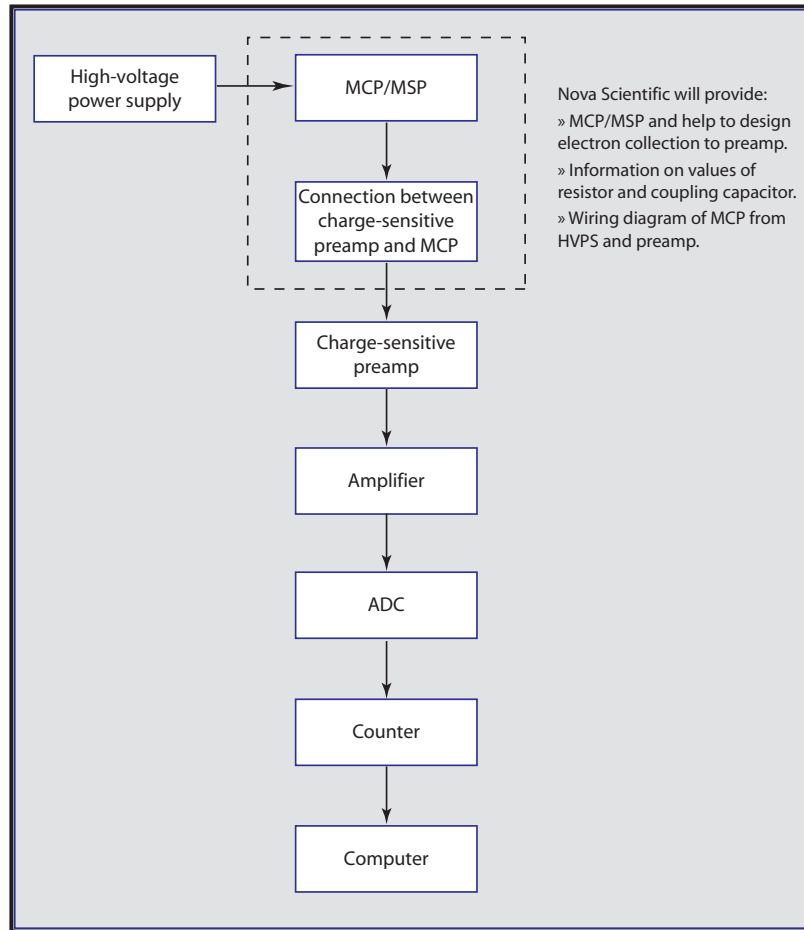 High-voltage
power supply
MCP/MSP
Nova Scientific will provide:
» MCP/MSP and help to design
electron collection to preamp.
» Information on values of
resistor and coupling capacitor.
» Wiring diagram of MCP from
HVPS and preamp.
Connection between
charge-sensitive
preamp and MCP
Charge-sensitive
preamp
Amplifier
ADC
Counter
Computer